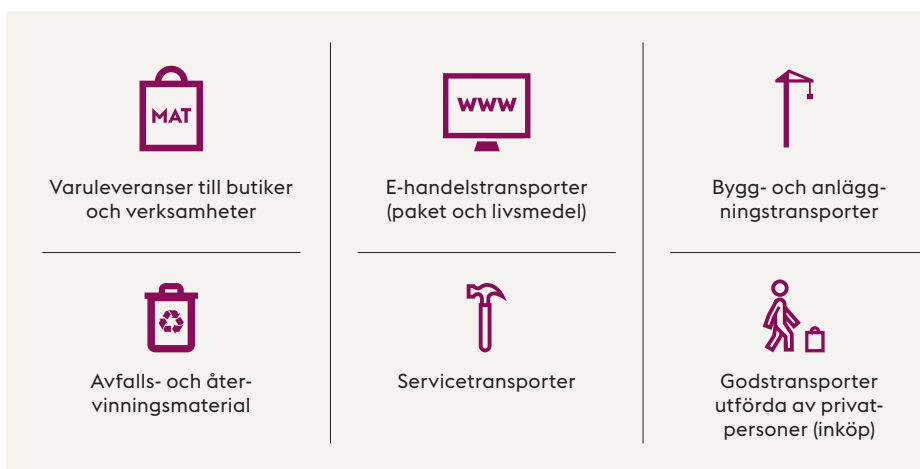 MAT
Varuleveranser till butiker
och verksamheter
WWW
E-handelstransporter
(paket och livsmedel)
Bygg- och anlägg-
ningstransporter
Avfalls- och åter-
vinningsmaterial
Servicetransporter
Godstransporter
utförda av privat-
personer (inköp)